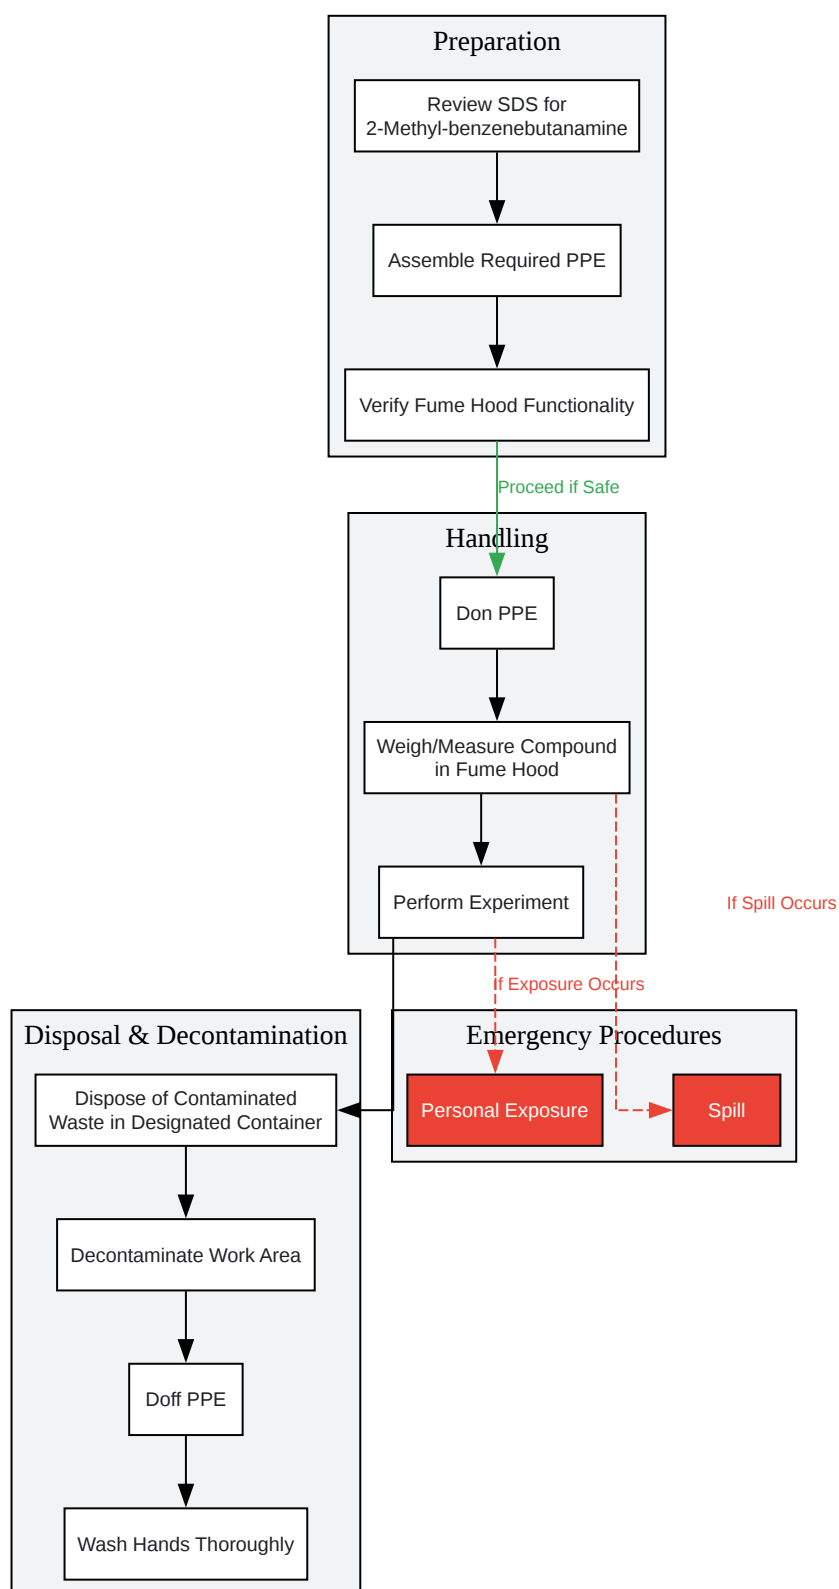 Preparation
Review SDS for
2-Methyl-benzenebutanamine
Assemble Required PPE
Verify Fume Hood Functionality
Proceed if Safe
Handling
Don PPE
Weigh/Measure Compound
in Fume Hood
Perform Experiment
If Spill Occurs
If Exposure Occurs
Disposal & Decontamination
Dispose of Contaminated
Waste in Designated Container
Decontaminate Work Area
Doff PPE
Wash Hands Thoroughly
Emergency Procedures
Personal Exposure
Spill